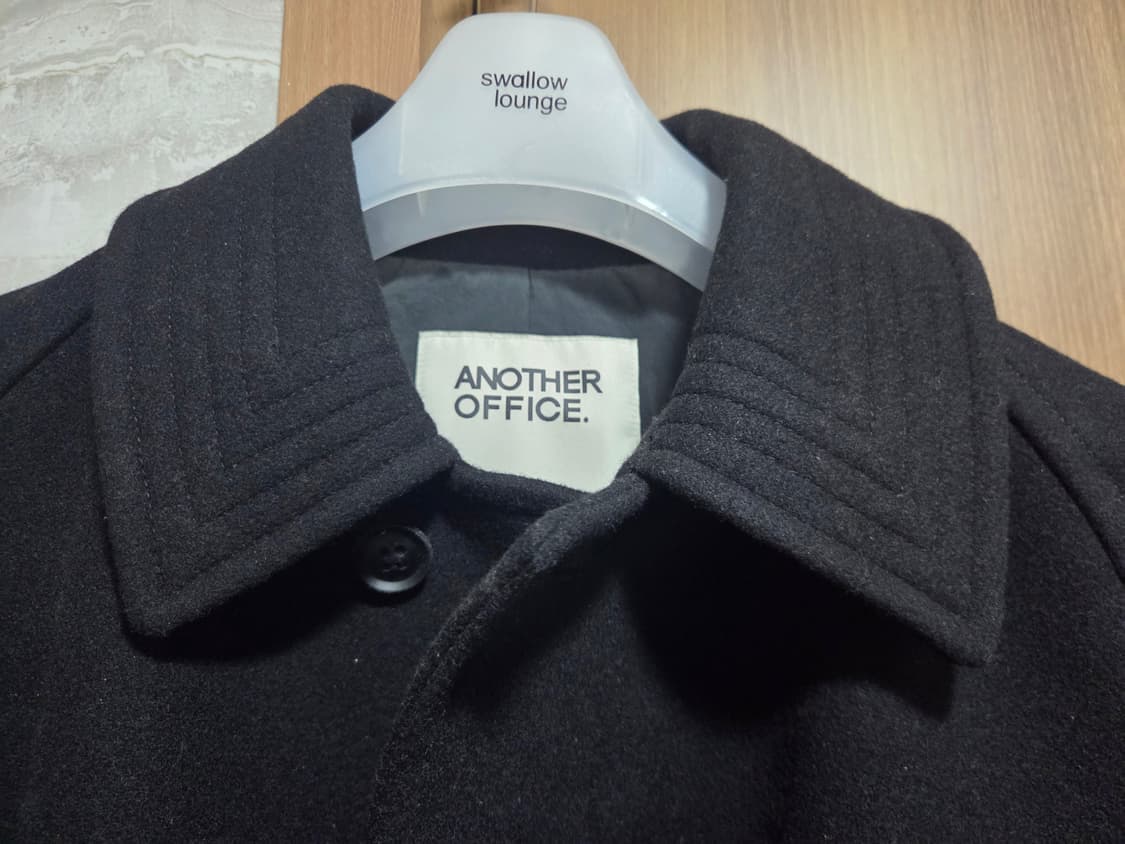 swallow
lounge
ANOTHER
OFFICE.